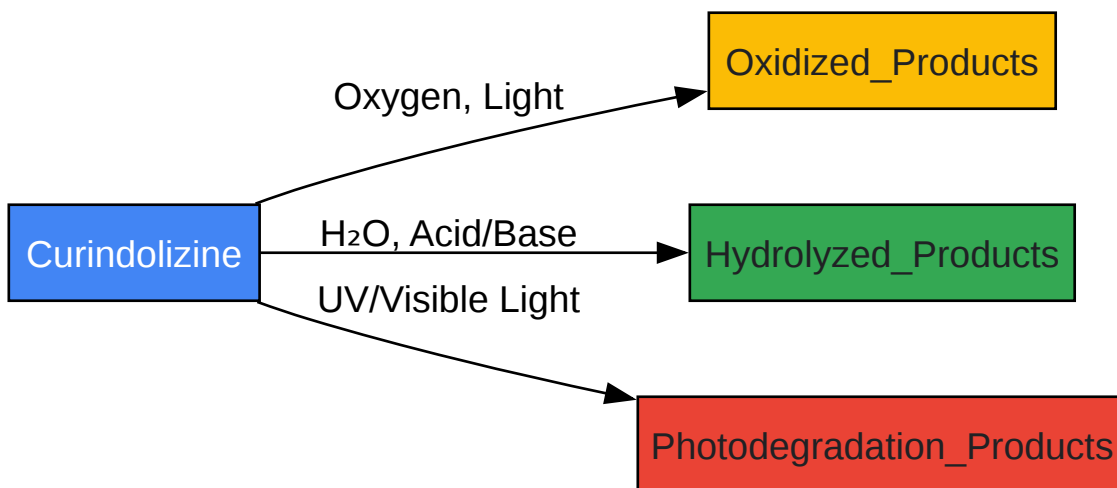 Oxidized_Products
Oxygen, Light
Curindolizine
H₂O, Acid/Base
Hydrolyzed_Products
UV/Visible Light
Photodegradation_Products